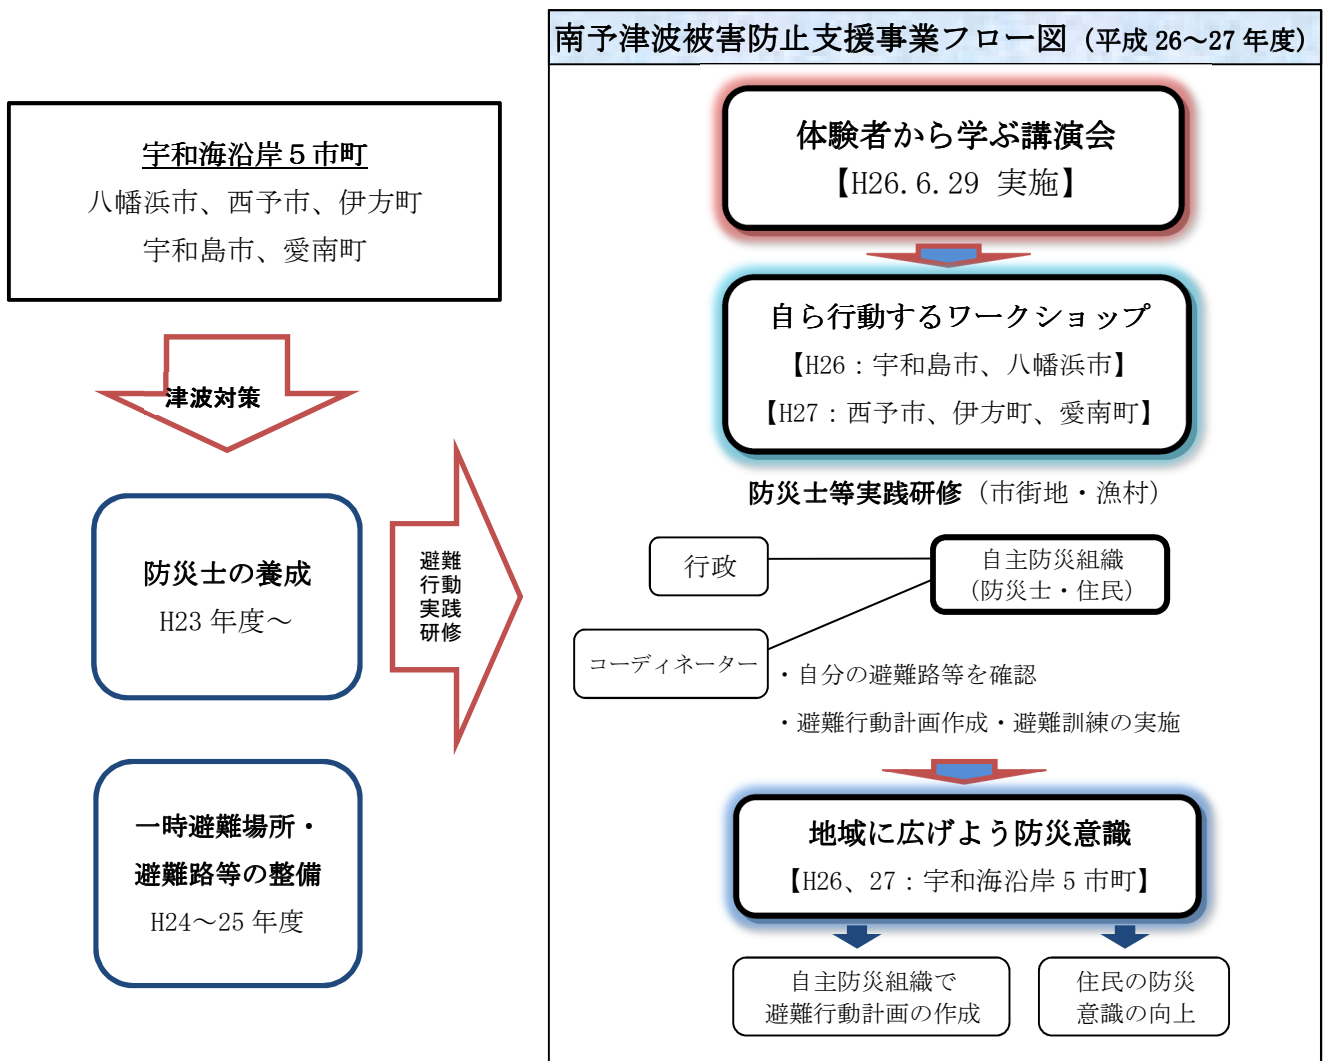 南予津波被害防止支援事業フロー図（平成 26～27 年度）
宇和海沿岸５市町
八幡浜市、西予市、伊方町
宇和島市、愛南町
津波対策
防災士の養成
H23 年度～
一時避難場所・
避難路等の整備
H24～25 年度
避難
行動
実践
研修
体験者から学ぶ講演会
【H26.6.29 実施】
自ら行動するワークショップ
【H26：宇和島市、八幡浜市】
【H27：西予市、伊方町、愛南町】
防災士等実践研修（市街地・漁村）
行政
自主防災組織
（防災士・住民）
コーディネーター
・自分の避難路等を確認
・避難行動計画作成・避難訓練の実施
地域に広げよう防災意識
【H26、27：宇和海沿岸 5 市町】
自主防災組織で
避難行動計画の作成
住民の防災
意識の向上